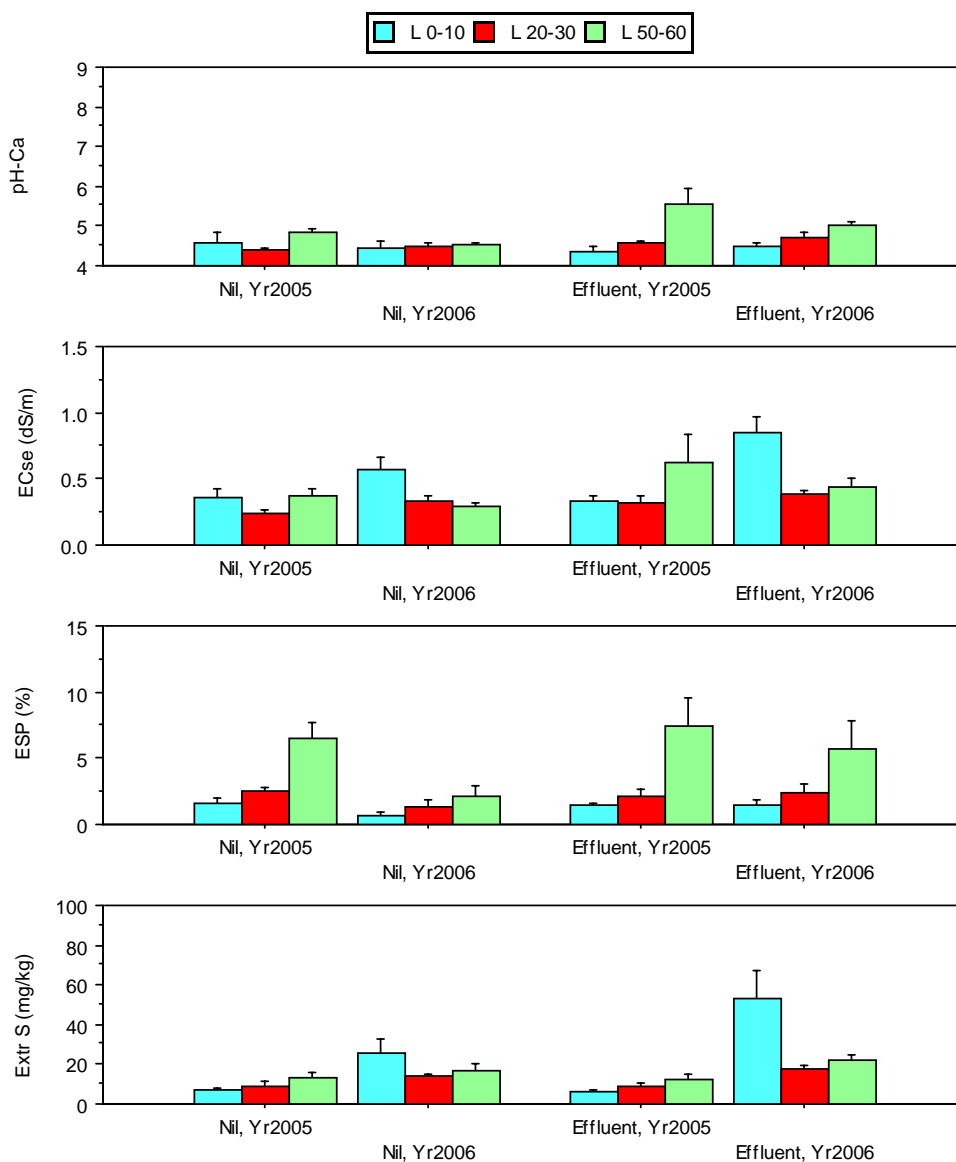 L 0-10 L 20-30 L 50-60
pH-Ca
9
8
7
6
5
4
Nil, Yr2005 Effluent, Yr2005
Nil, Yr2006 Effluent, Yr2006
ECse (dS/m)
1.5
1.0
0.5
0.0
Nil, Yr2005 Effluent, Yr2005
Nil, Yr2006 Effluent, Yr2006
ESP (%)
15
10
5
0
Nil, Yr2005 Effluent, Yr2005
Nil, Yr2006 Effluent, Yr2006
Extr S (mg/kg)
100
80
60
40
20
0
Nil, Yr2005 Effluent, Yr2005
Nil, Yr2006 Effluent, Yr2006